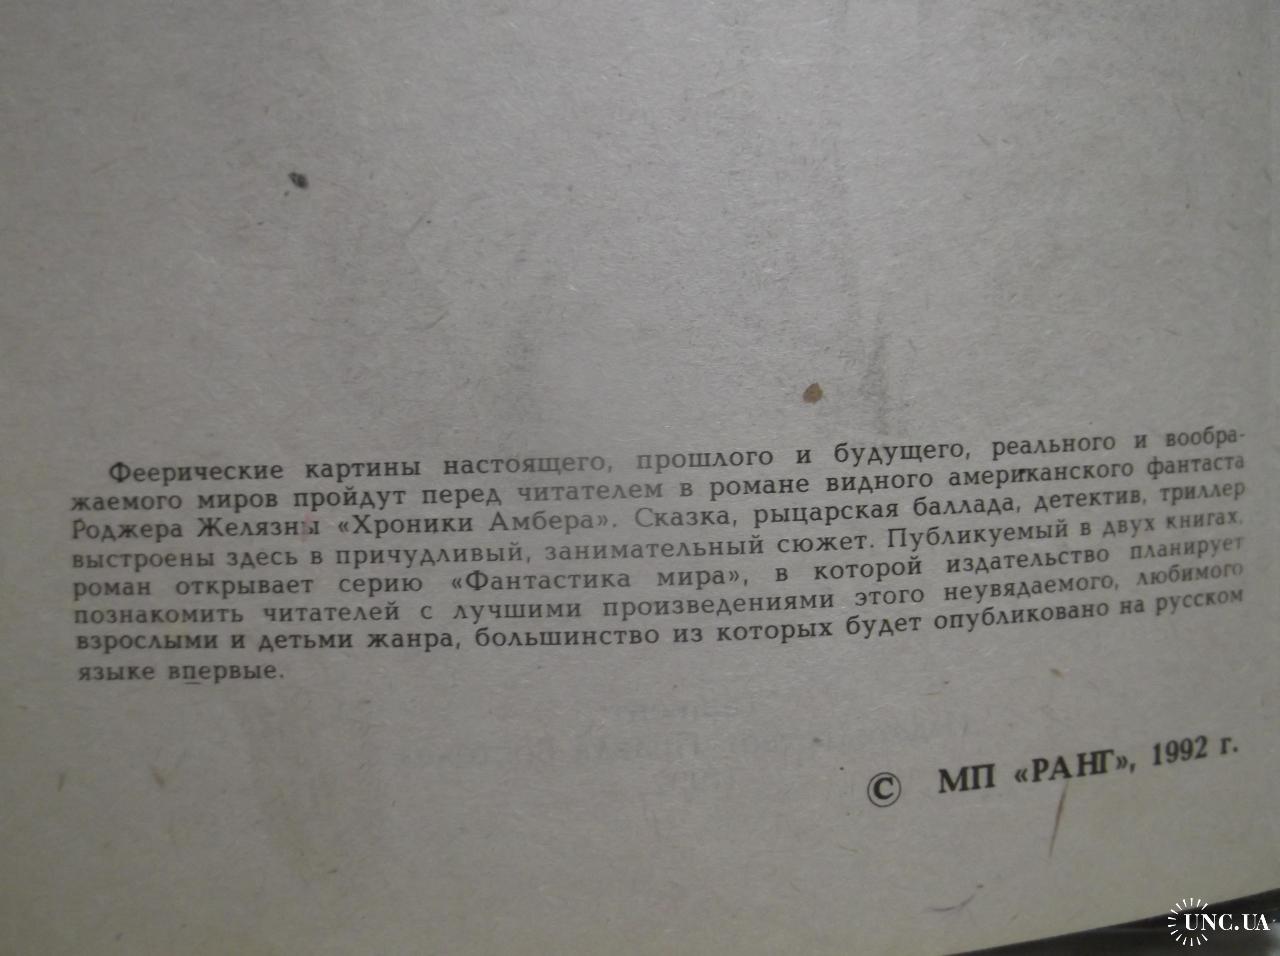 Феерические картины настоящего, прошлого и будущего, реального и вообра-
жаемого миров пройдут перед читателем в романе видного американского фантаста
Роджера Желязны «Хроники Амбера». Сказка, рыцарская баллада, детектив, триллер
выстроены здесь в причудливый, занимательный сюжет. Публикуемый в двух книгах,
роман открывает серию «Фантастика мира», в которой издательство планирует
познакомить читателей с лучшими произведениями этого неувядаемого, любимого
взрослыми и детьми жанра, большинство из которых будет опубликовано на русском
языке впервые.
© МП «РАНГ», 1992 г.
UNC.UA